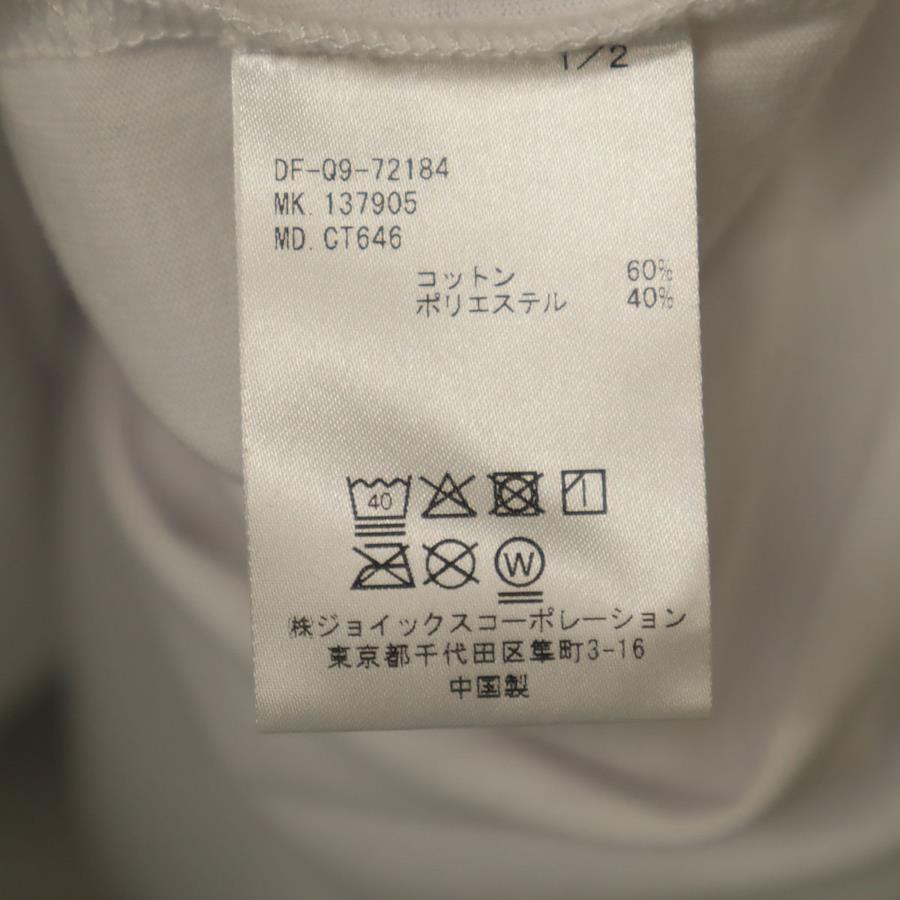 1/2
DF-Q9-72184
MK. 137905
MD. CT646
コットン 60%
ポリエステル 40%
40
W
㈱ジョイックスコーポレーション
東京都千代田区隼町3-16
中国製